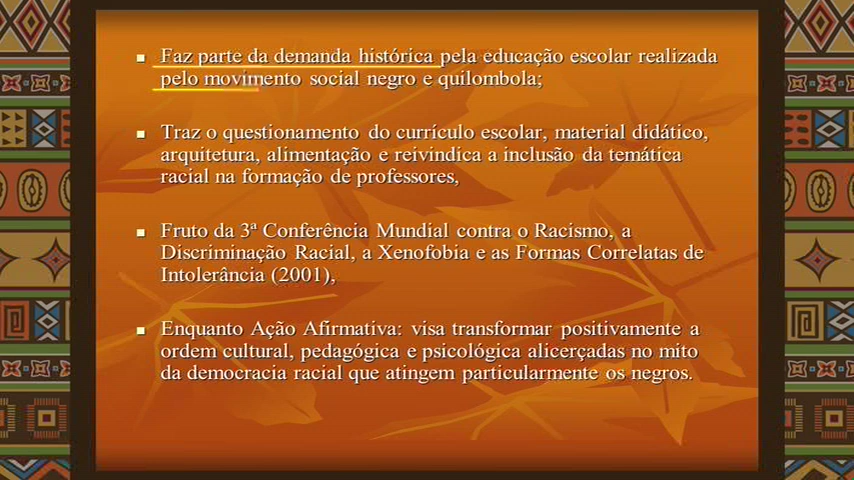 Faz parte da demanda histórica pela educação escolar realizada
pelo movimento social negro e quilombola;
Traz o questionamento do currículo escolar, material didático,
arquitetura, alimentação e reivindica a inclusão da temática
racial na formação de professores,
Fruto da 3ª Conferência Mundial contra o Racismo, a
Discriminação Racial, a Xenofobia e as Formas Correlatas de
Intolerância (2001),
Enquanto Ação Afirmativa: visa transformar positivamente a
ordem cultural, pedagógica e psicológica alicerçadas no mito
da democracia racial que atingem particularmente os negros.